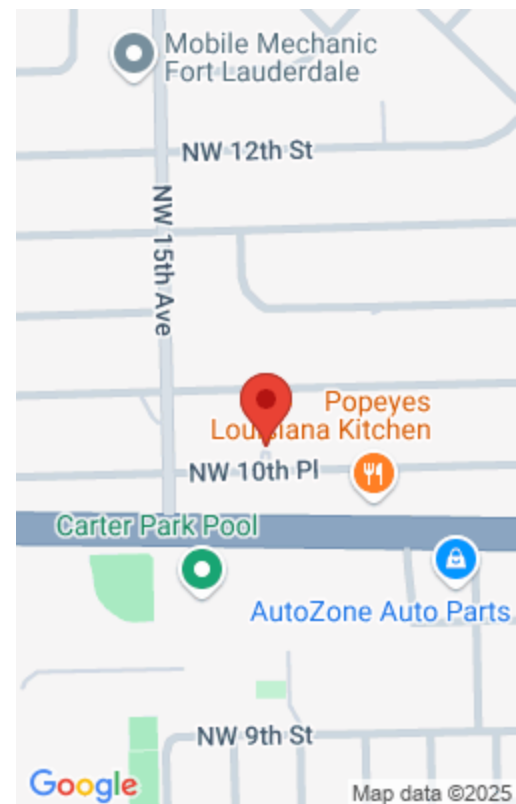 Mobile Mechanic
Fort Lauderdale
NW 12th St
NW 15th Ave
Popeyes
Louisiana Kitchen
NW 10th Pl
Carter Park Pool
AutoZone Auto Parts
NW 9th St
Google
Map data ©2025